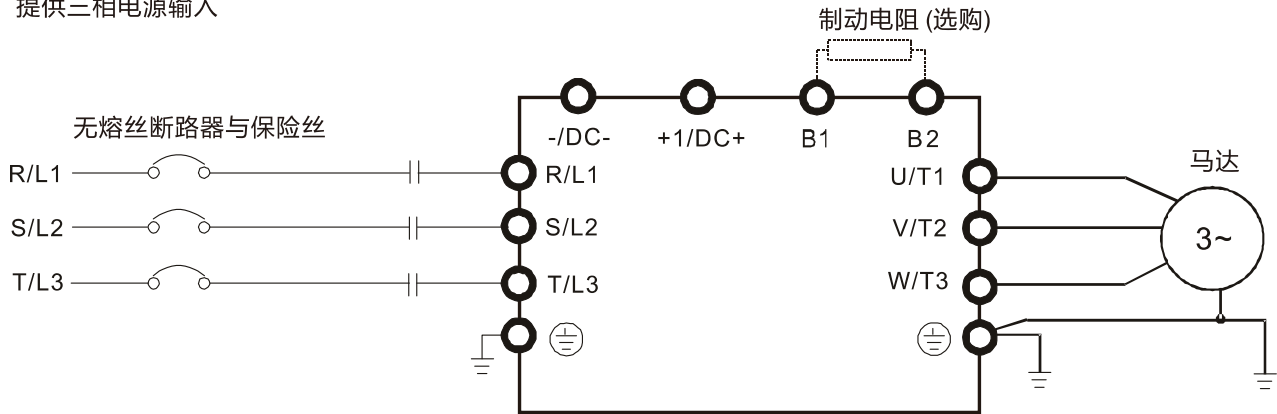 提供三相电源输入
制动电阻 (选购)
无熔丝断路器与保险丝
-/DC-
+1/DC+
B1
B2
马达
R/L1
R/L1
U/T1
S/L2
S/L2
V/T2
3~
T/L3
T/L3
W/T3